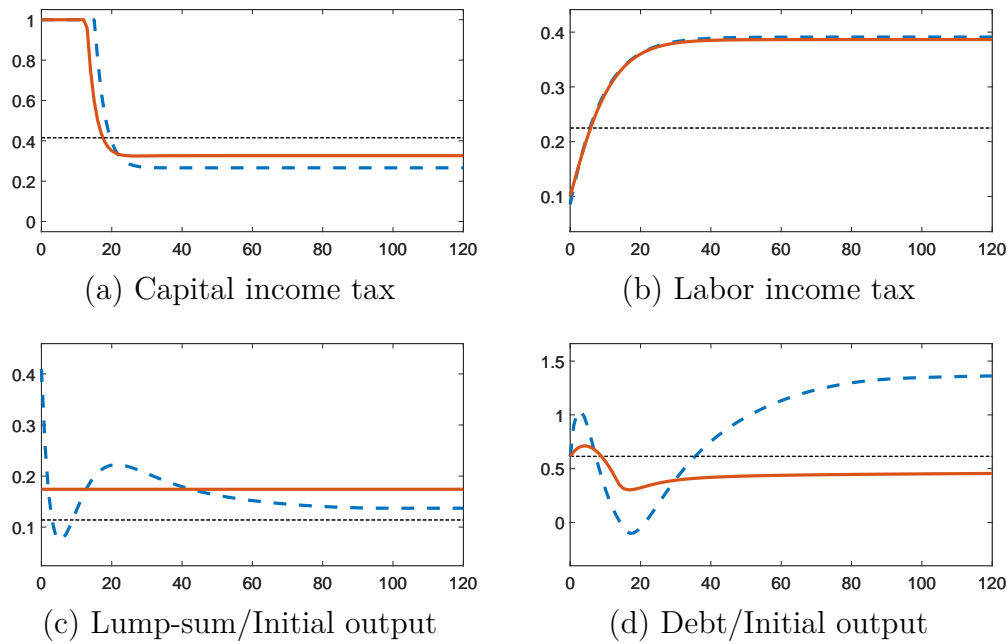 1
0.8
0.6
0.4
0.2
0
0 20 40 60 80 100 120
(a) Capital income tax
0.4
0.3
0.2
0.1
0 20 40 60 80 100 120
(b) Labor income tax
0.4
0.3
0.2
0.1
0 20 40 60 80 100 120
(c) Lump-sum/Initial output
1.5
1
0.5
0
0 20 40 60 80 100 120
(d) Debt/Initial output